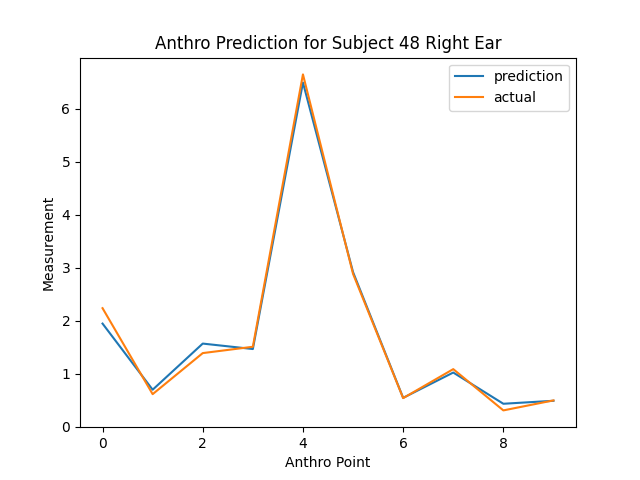 Anthro Prediction for Subject 48 Right Ear
prediction
actual
Measurement
6
5
4
3
2
1
0
0 2 4 6 8
Anthro Point